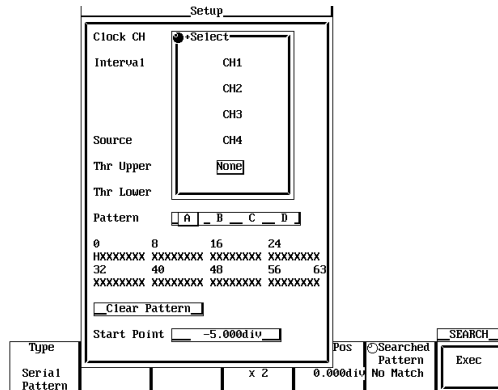 Setup
Clock CH
+Select
Interval
CH1
CH2
CH3
Source
CH4
Thr Upper
None
Thr Lower
Pattern
A B C D
0 8 16 24
HXXXXXXX XXXXXXXX XXXXXXXX XXXXXXXX
32 40 48 56 63
XXXXXXXX XXXXXXXX XXXXXXXX XXXXXXXX
Clear Pattern
Start Point -5.000div
SEARCH
Type
Pos
Searched
Pattern
Exec
Serial
x 2
0.000div
No Match
Pattern